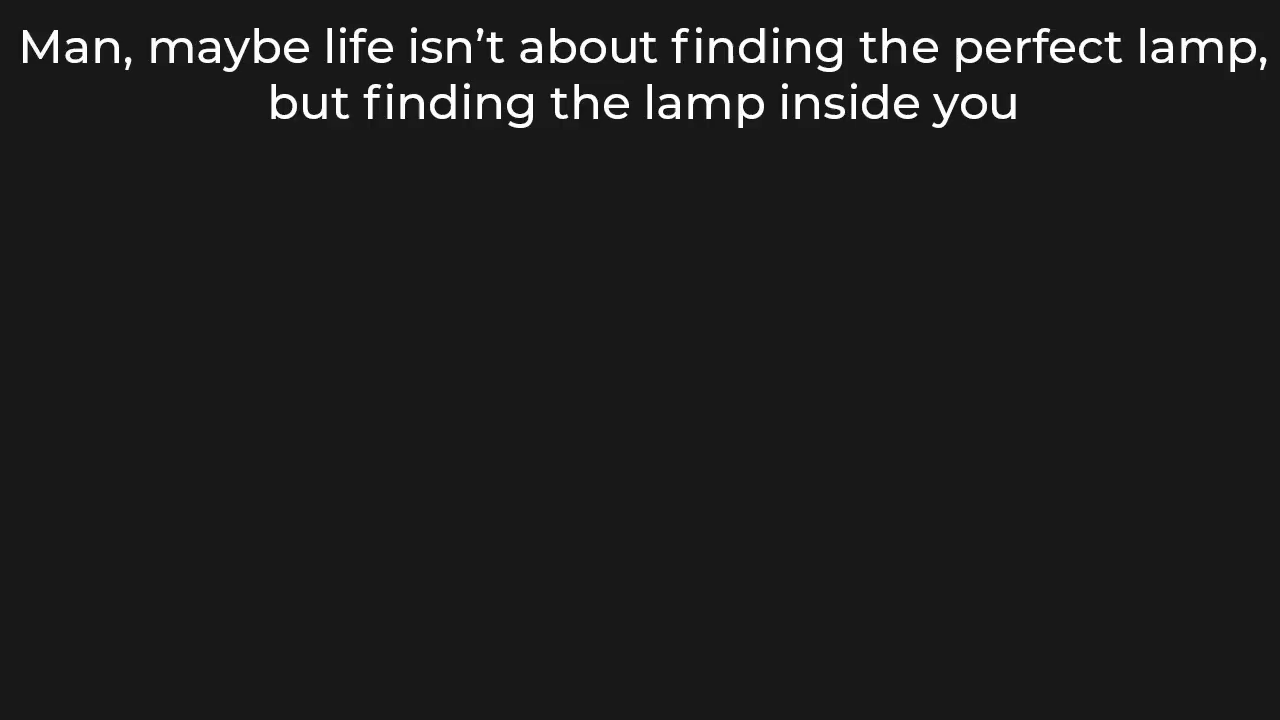 Man, maybe life isn’t about finding the perfect lamp,
but finding the lamp inside you